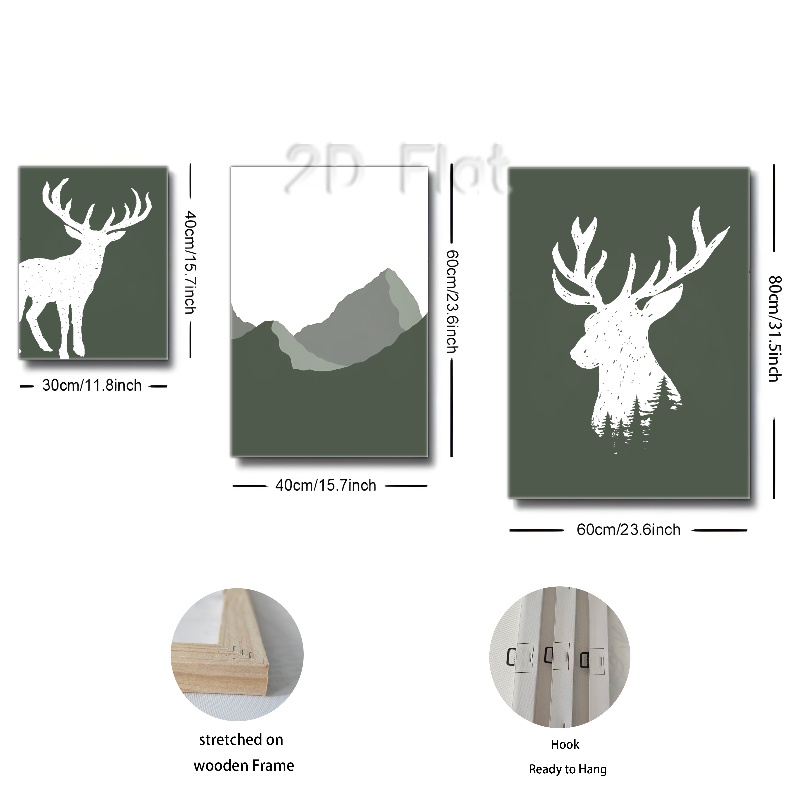 2D Flat
40cm/15.7inch
30cm/11.8inch
60cm/23.6inch
40cm/15.7inch
80cm/31.5inch
60cm/23.6inch
stretched on
wooden Frame
Hook
Ready to Hang